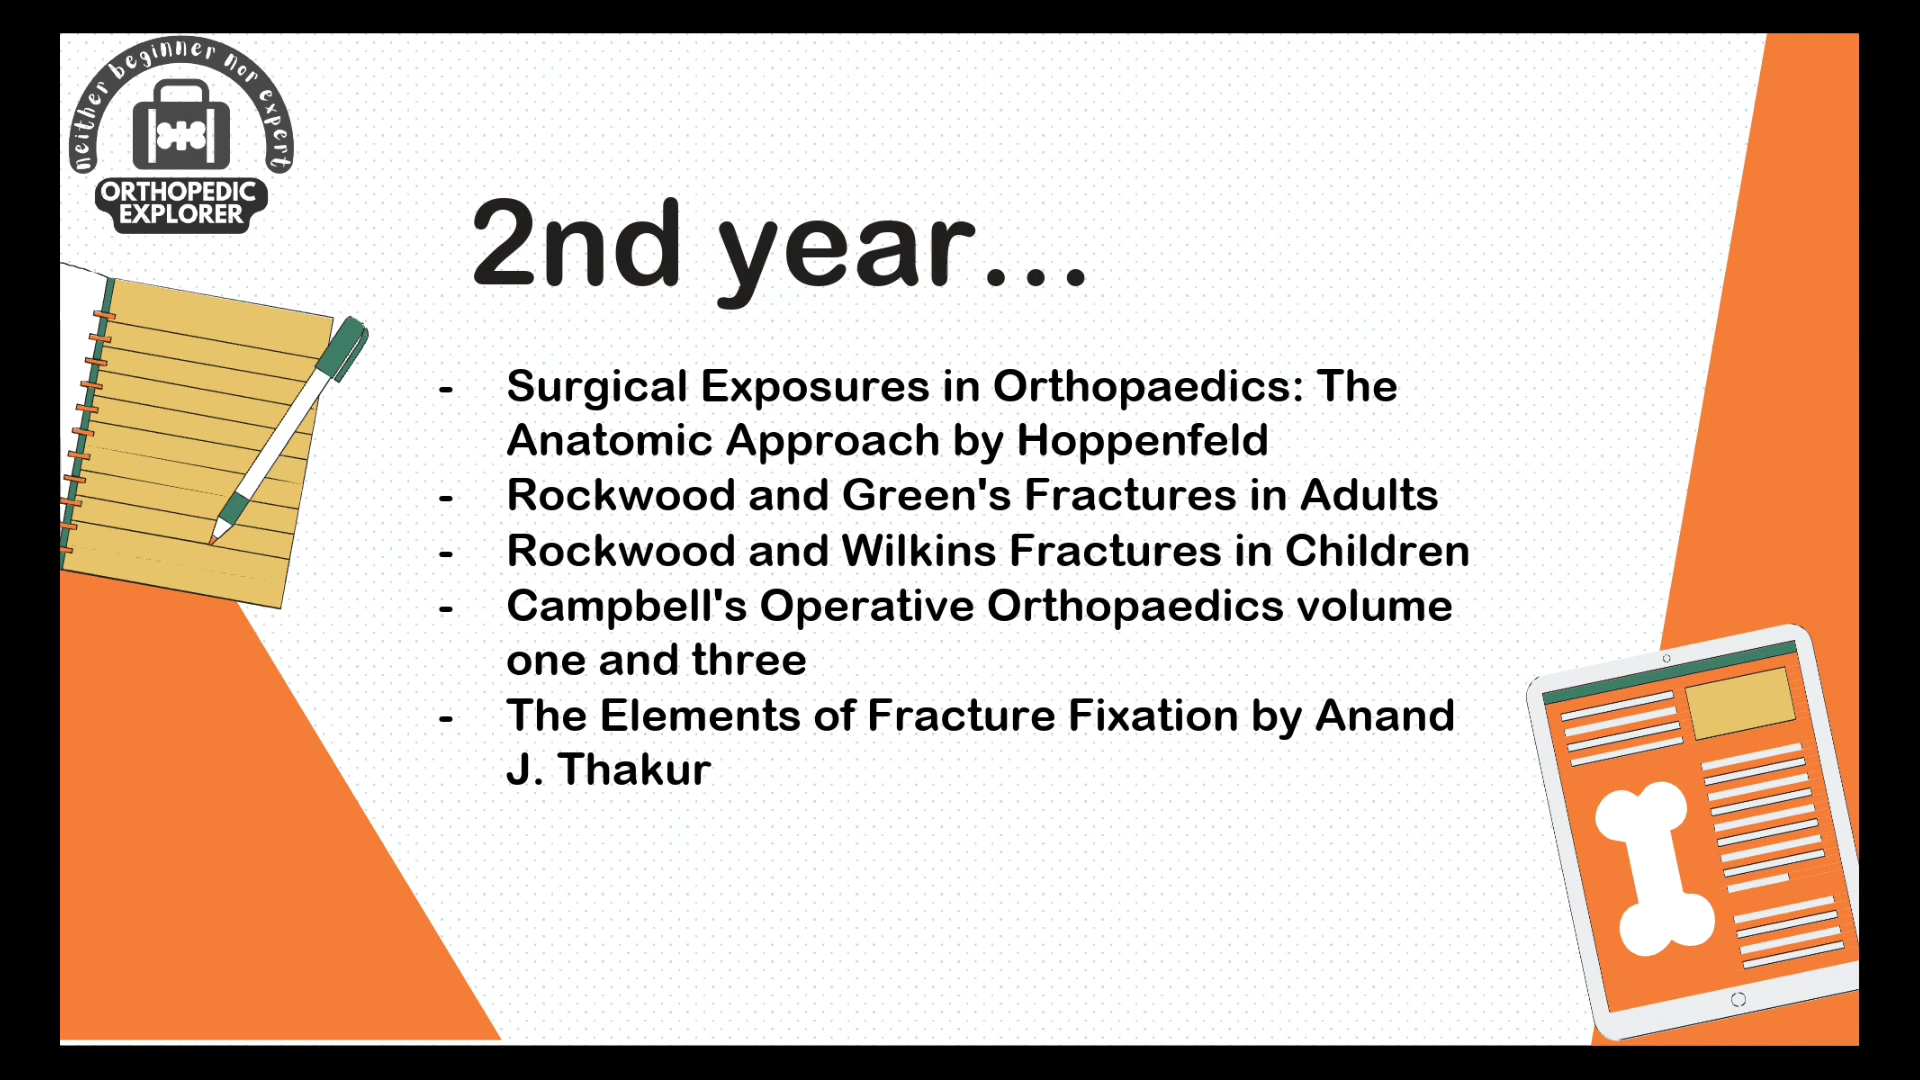 neither beginner nor expert
ORTHOPEDIC
EXPLORER
2nd year...
- Surgical Exposures in Orthopaedics: The
Anatomic Approach by Hoppenfeld
- Rockwood and Green's Fractures in Adults
- Rockwood and Wilkins Fractures in Children
- Campbell's Operative Orthopaedics volume
one and three
- The Elements of Fracture Fixation by Anand
J. Thakur